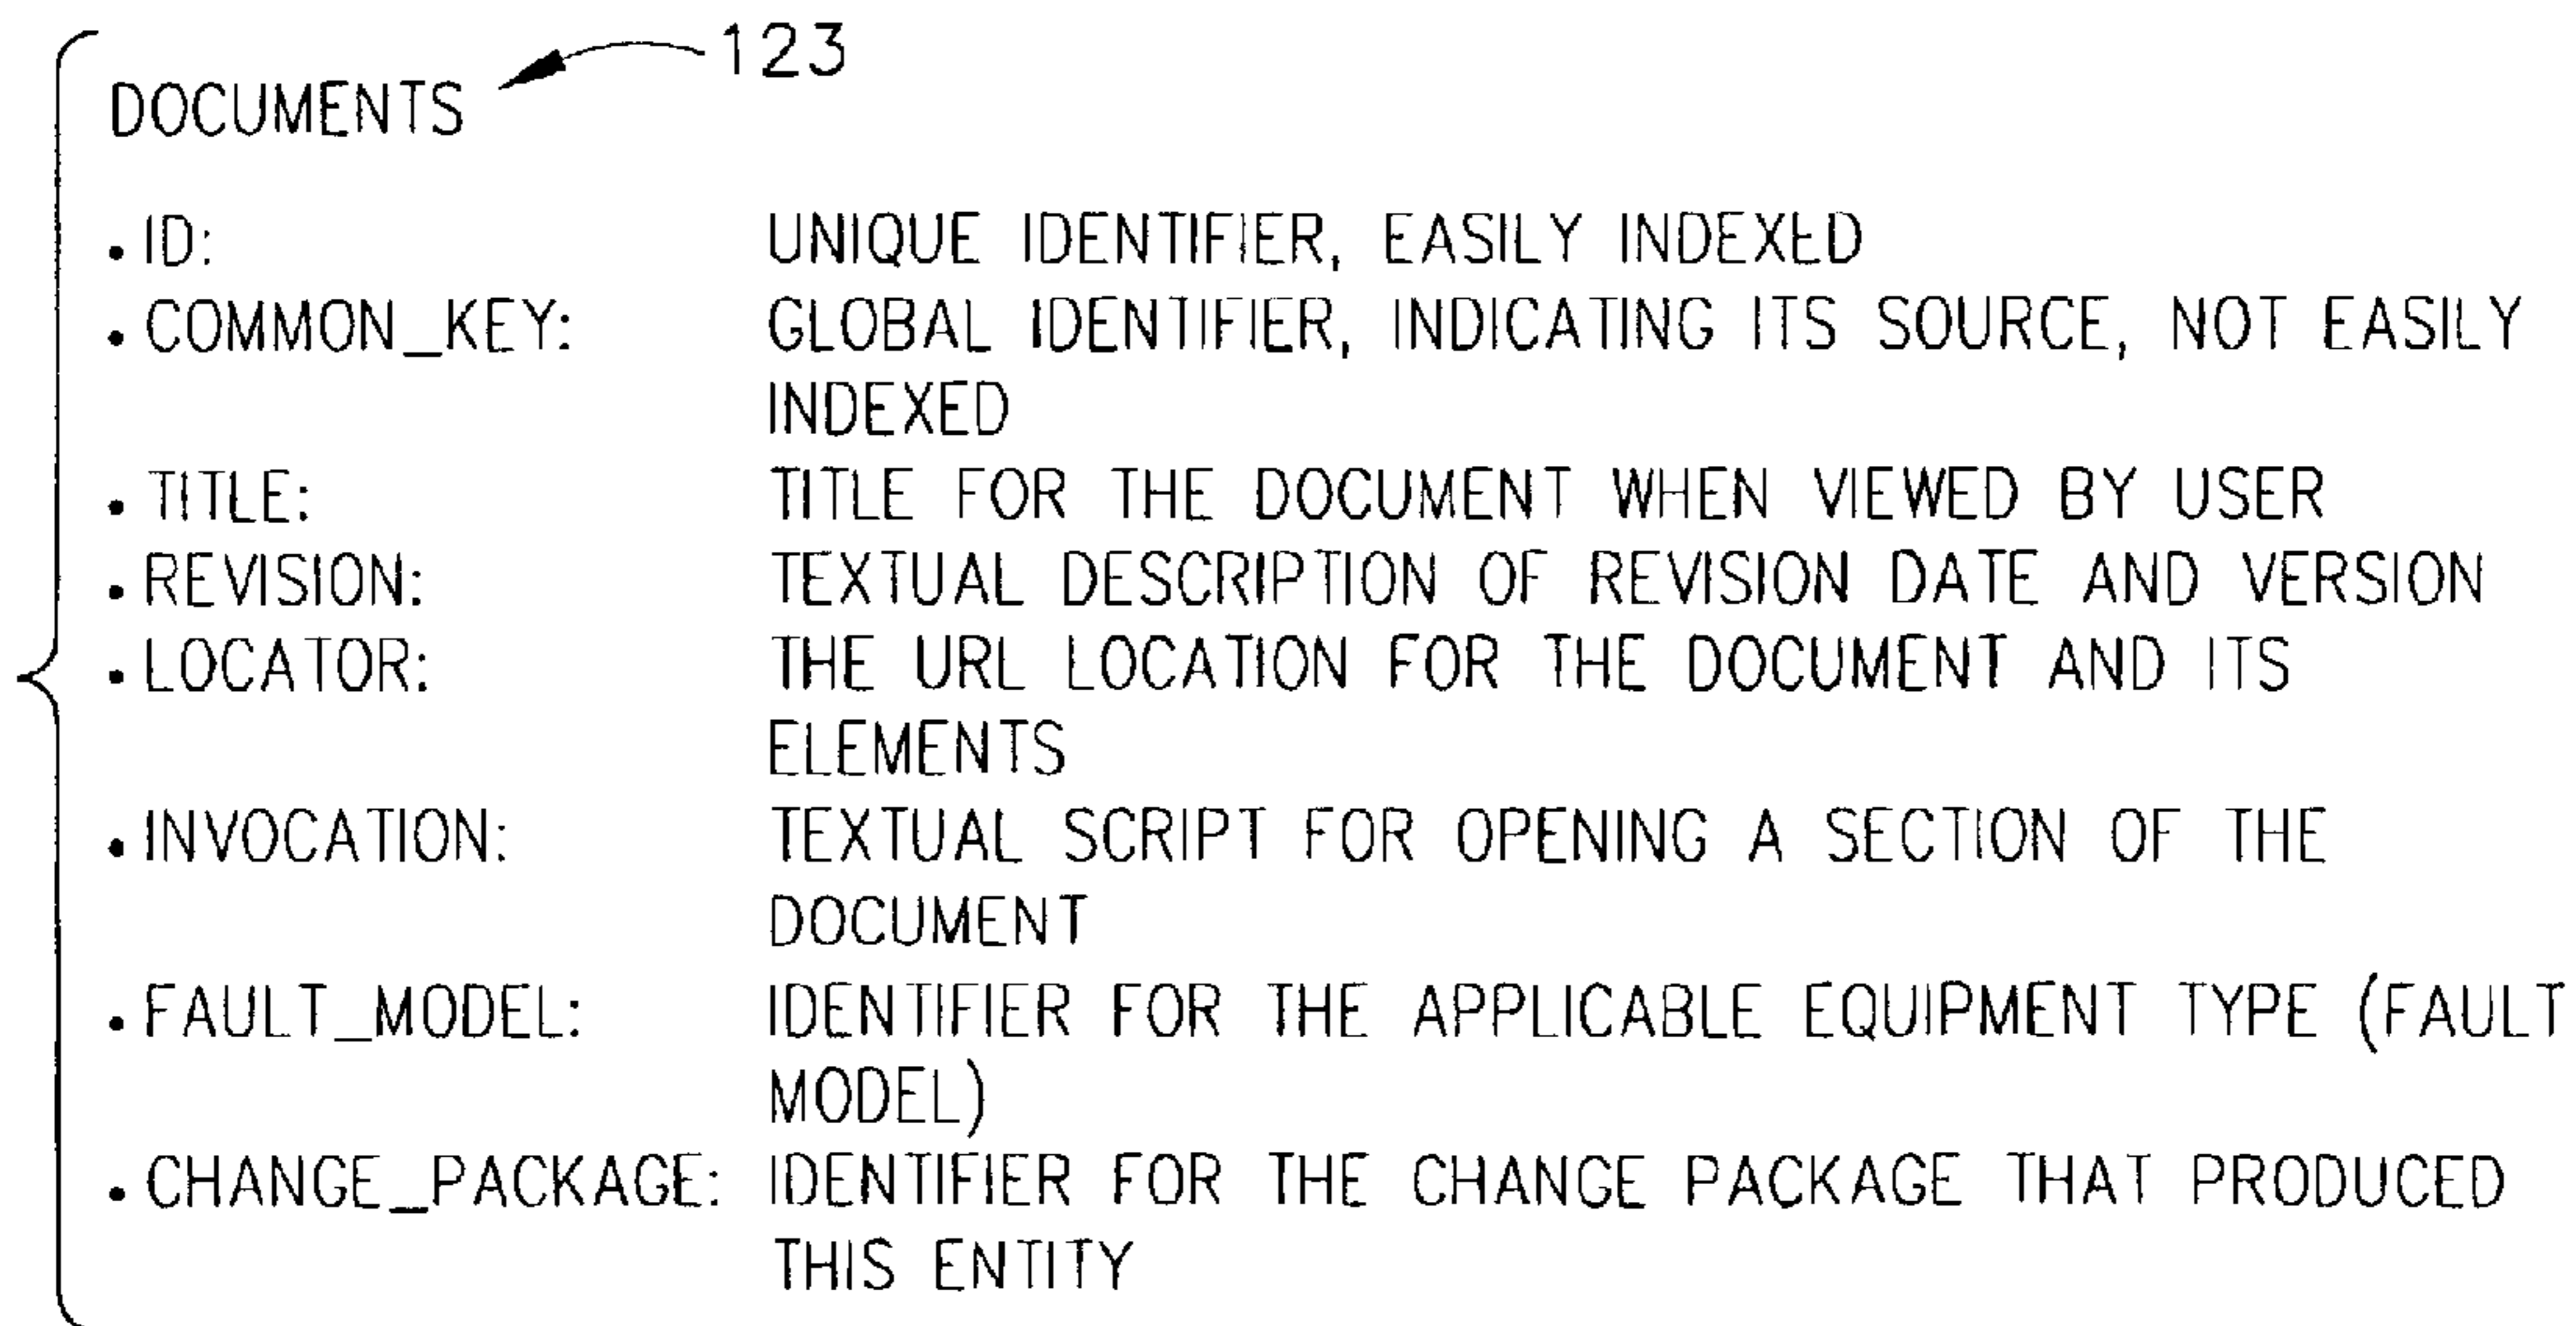 123
DOCUMENTS
• ID: UNIQUE IDENTIFIER, EASILY INDEXED
• COMMON_KEY: GLOBAL IDENTIFIER, INDICATING ITS SOURCE, NOT EASILY
INDEXED
• TITLE: TITLE FOR THE DOCUMENT WHEN VIEWED BY USER
• REVISION: TEXTUAL DESCRIPTION OF REVISION DATE AND VERSION
• LOCATOR: THE URL LOCATION FOR THE DOCUMENT AND ITS
ELEMENTS
• INVOCATION: TEXTUAL SCRIPT FOR OPENING A SECTION OF THE
DOCUMENT
• FAULT_MODEL: IDENTIFIER FOR THE APPLICABLE EQUIPMENT TYPE (FAULT
MODEL)
• CHANGE_PACKAGE: IDENTIFIER FOR THE CHANGE PACKAGE THAT PRODUCED
THIS ENTITY